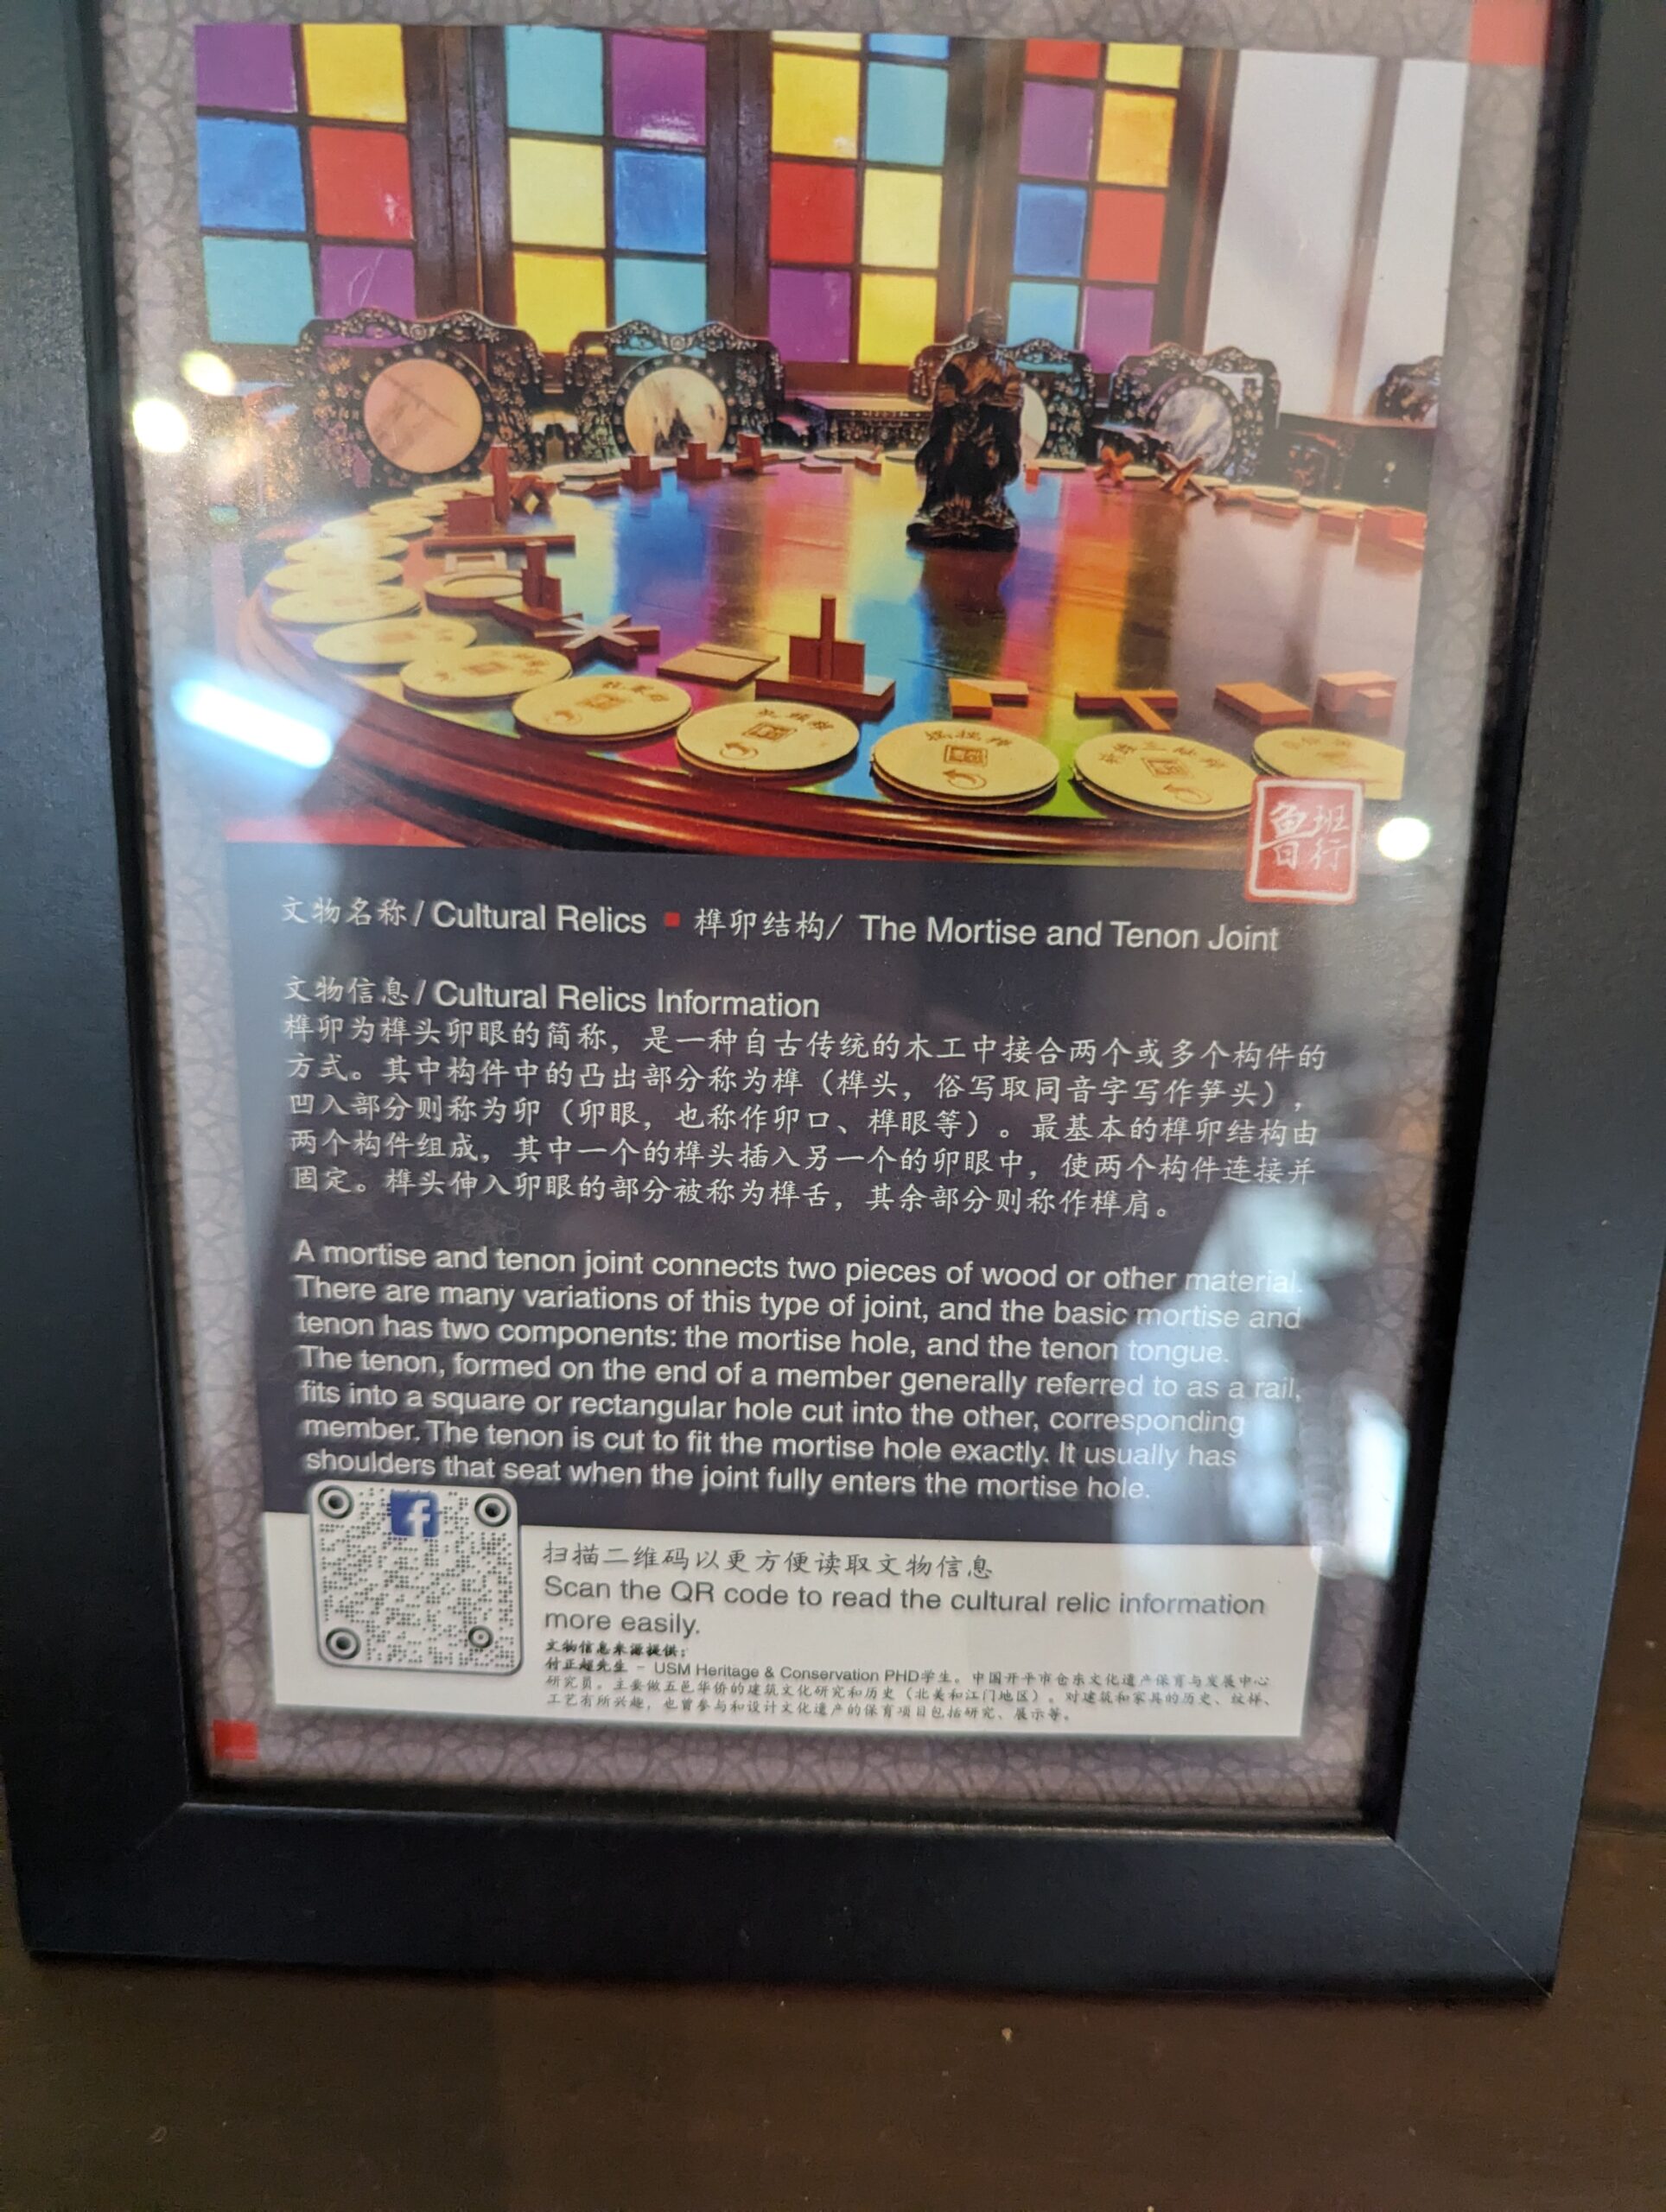 魯班行
文物名称 / Cultural Relics ▪ 榫卯结构 / The Mortise and Tenon Joint
文物信息 / Cultural Relics Information
榫卯为榫头卯眼的简称，是一种自古传统的木工中接合两个或多个构件的
方式。其中构件中的凸出部分称为榫（榫头，俗写取同音字写作笋头），
凹入部分则称为卯（卯眼，也称作卯口、榫眼等）。最基本的榫卯结构由
两个构件组成，其中一个的榫头插入另一个的卯眼中，使两个构件连接并
固定。榫头伸入卯眼的部分被称为榫舌，其余部分则称作榫肩。
A mortise and tenon joint connects two pieces of wood or other material.
There are many variations of this type of joint, and the basic mortise and
tenon has two components: the mortise hole, and the tenon tongue.
The tenon, formed on the end of a member generally referred to as a rail,
fits into a square or rectangular hole cut into the other, corresponding
member. The tenon is cut to fit the mortise hole exactly. It usually has
shoulders that seat when the joint fully enters the mortise hole.
扫描二维码以更方便读取文物信息
Scan the QR code to read the cultural relic information
more easily.
文物信息来源提供：
付正超先生 - USM Heritage & Conservation PHD学生。中国开平市仓东文化遗产保育与发展中心
研究员。主要做五邑华侨的建筑文化研究和历史（北美和江门地区）。对建筑和家具的历史、纹样、
工艺有所兴趣，也曾参与和设计文化遗产的保育项目包括研究、展示等。